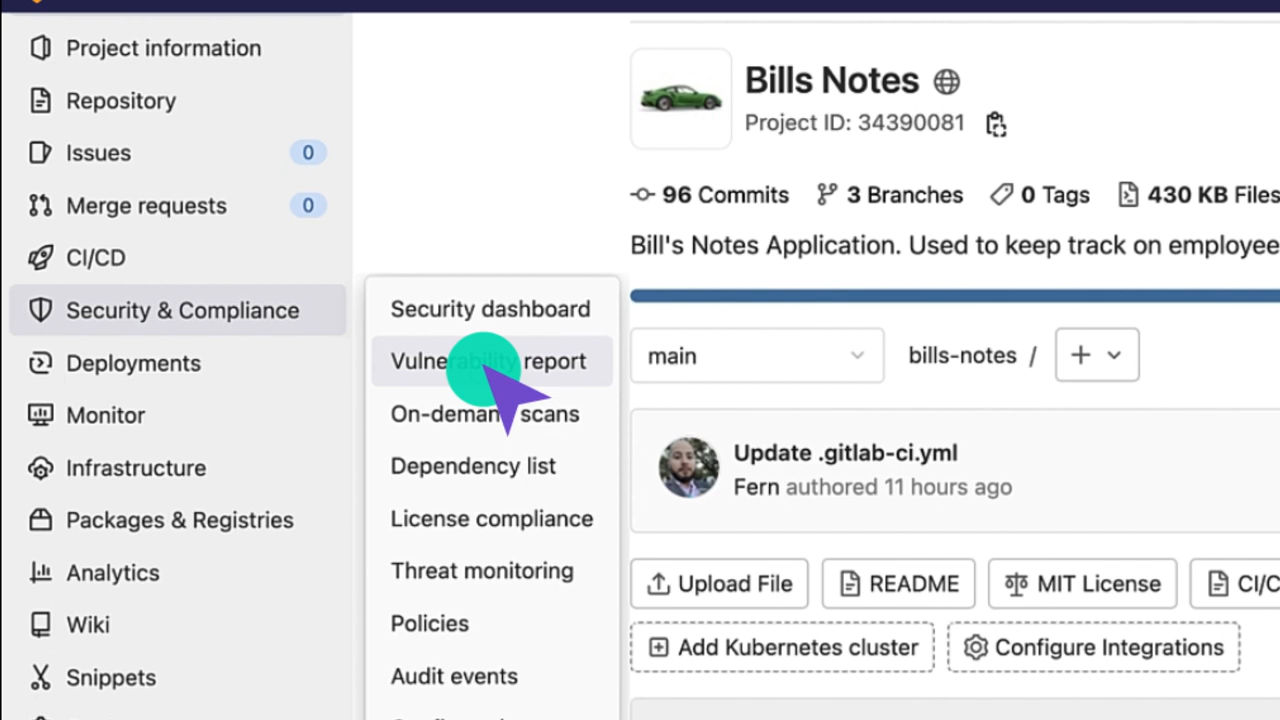 Project information
Repository
Issues 0
Merge requests 0
CI/CD
Security & Compliance
Deployments
Monitor
Infrastructure
Packages & Registries
Analytics
Wiki
Snippets
Security dashboard
Vulnerability report
On-demand scans
Dependency list
License compliance
Threat monitoring
Policies
Audit events
Bills Notes
Project ID: 34390081
96 Commits 3 Branches 0 Tags 430 KB Files
Bill's Notes Application. Used to keep track on employee
main bills-notes /
Update .gitlab-ci.yml
Fern authored 11 hours ago
Upload File README MIT License CI/C
Add Kubernetes cluster Configure Integrations